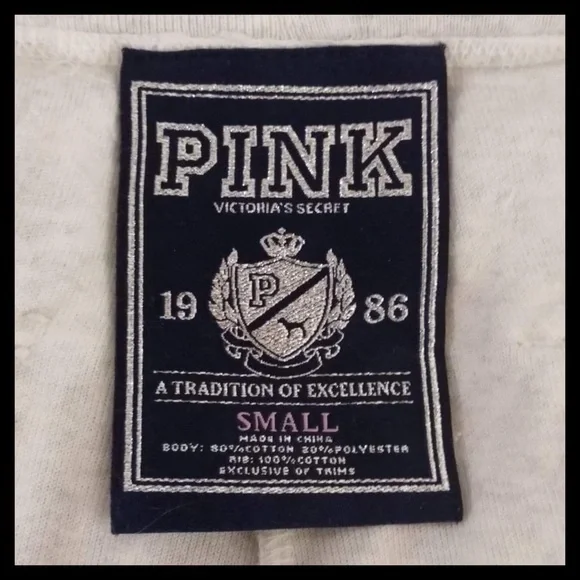 PINK
VICTORIA'S SECRET
P
19 86
A TRADITION OF EXCELLENCE
SMALL
MADE IN CHINA
BODY: 80%COTTON 20%POLYESTER
RIB: 100%COTTON
EXCLUSIVE OF TRIMS